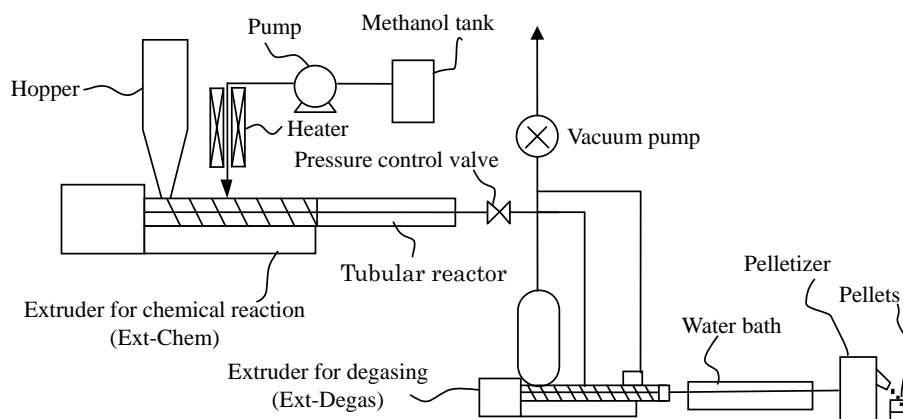 Methanol tank
Pump
Hopper
Heater
Vacuum pump
Pressure control valve
Tubular reactor
Pelletizer
Extruder for chemical reaction
(Ext-Chem)
Pellets
Water bath
Extruder for degasing
(Ext-Degas)